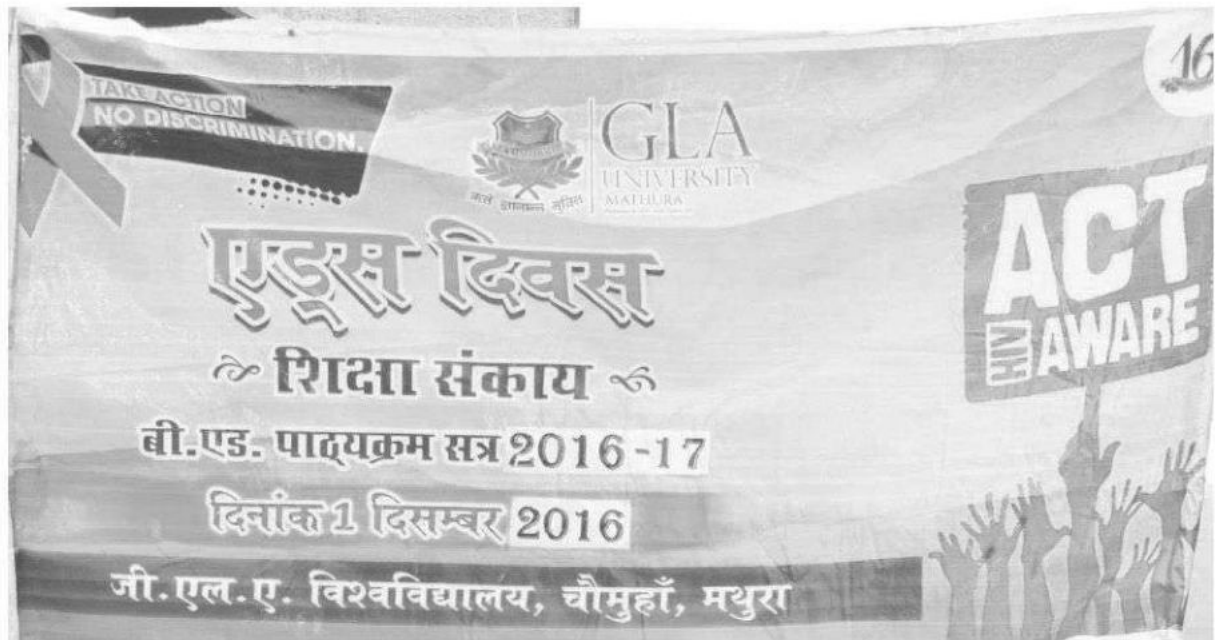 TAKE ACTION
NO DISCRIMINATION.
GLA
UNIVERSITY
MATHURA
16
एड्स दिवस
शिक्षा संकाय
बी.एड. पाठ्यक्रम सत्र 2016-17
दिनांक 1 दिसम्बर 2016
जी.एल.ए. विश्वविद्यालय, चौमुहाँ, मथुरा
ACT
HIV AWARE